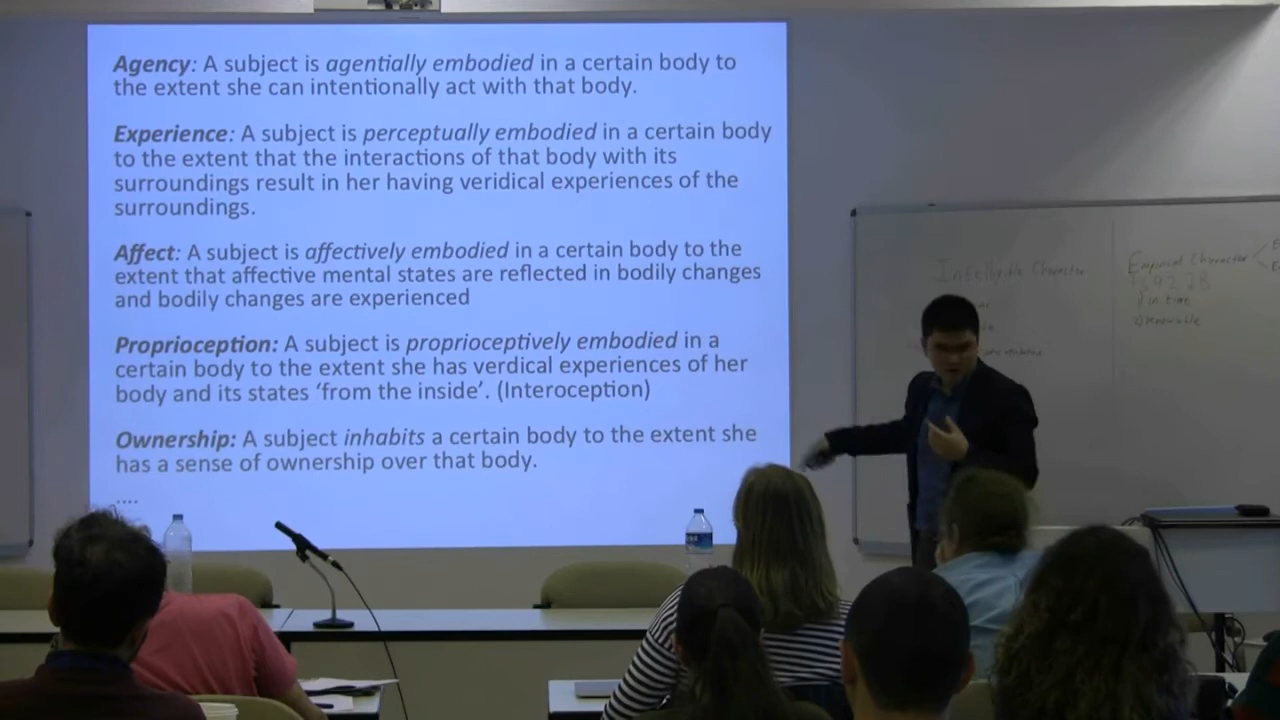 Agency: A subject is agentially embodied in a certain body to
the extent she can intentionally act with that body.
Experience: A subject is perceptually embodied in a certain body
to the extent that the interactions of that body with its
surroundings result in her having veridical experiences of the
surroundings.
Affect: A subject is affectively embodied in a certain body to the
extent that affective mental states are reflected in bodily changes
and bodily changes are experienced
Proprioception: A subject is proprioceptively embodied in a
certain body to the extent she has verdical experiences of her
body and its states ‘from the inside’. (Interoception)
Ownership: A subject inhabits a certain body to the extent she
has a sense of ownership over that body.
....
Intelligible Character
Empirical Character
1) in time